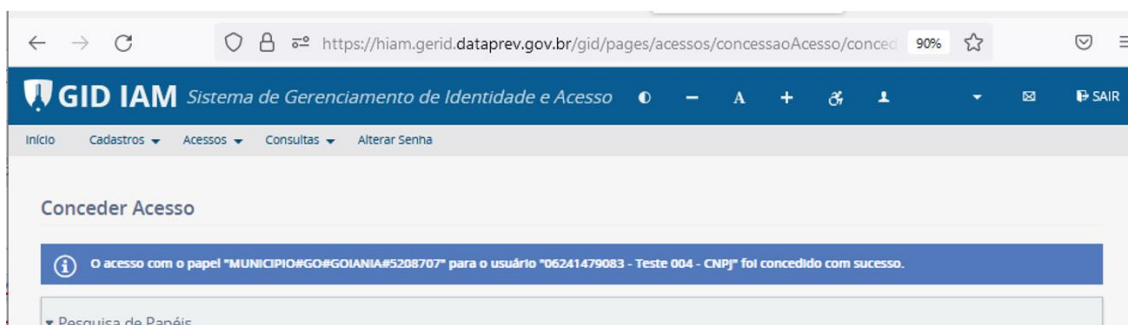 https://hiam.gerid.dataprev.gov.br/gid/pages/acessos/concessaoAcesso/conced 90%
GID IAM Sistema de Gerenciamento de Identidade e Acesso A SAIR
Início Cadastros Acessos Consultas Alterar Senha
Conceder Acesso
O acesso com o papel "MUNICIPIO#GO#GOIANIA#5208707" para o usuário "06241479083 - Teste 004 - CNPJ" foi concedido com sucesso.
Pesquisa de Papéis